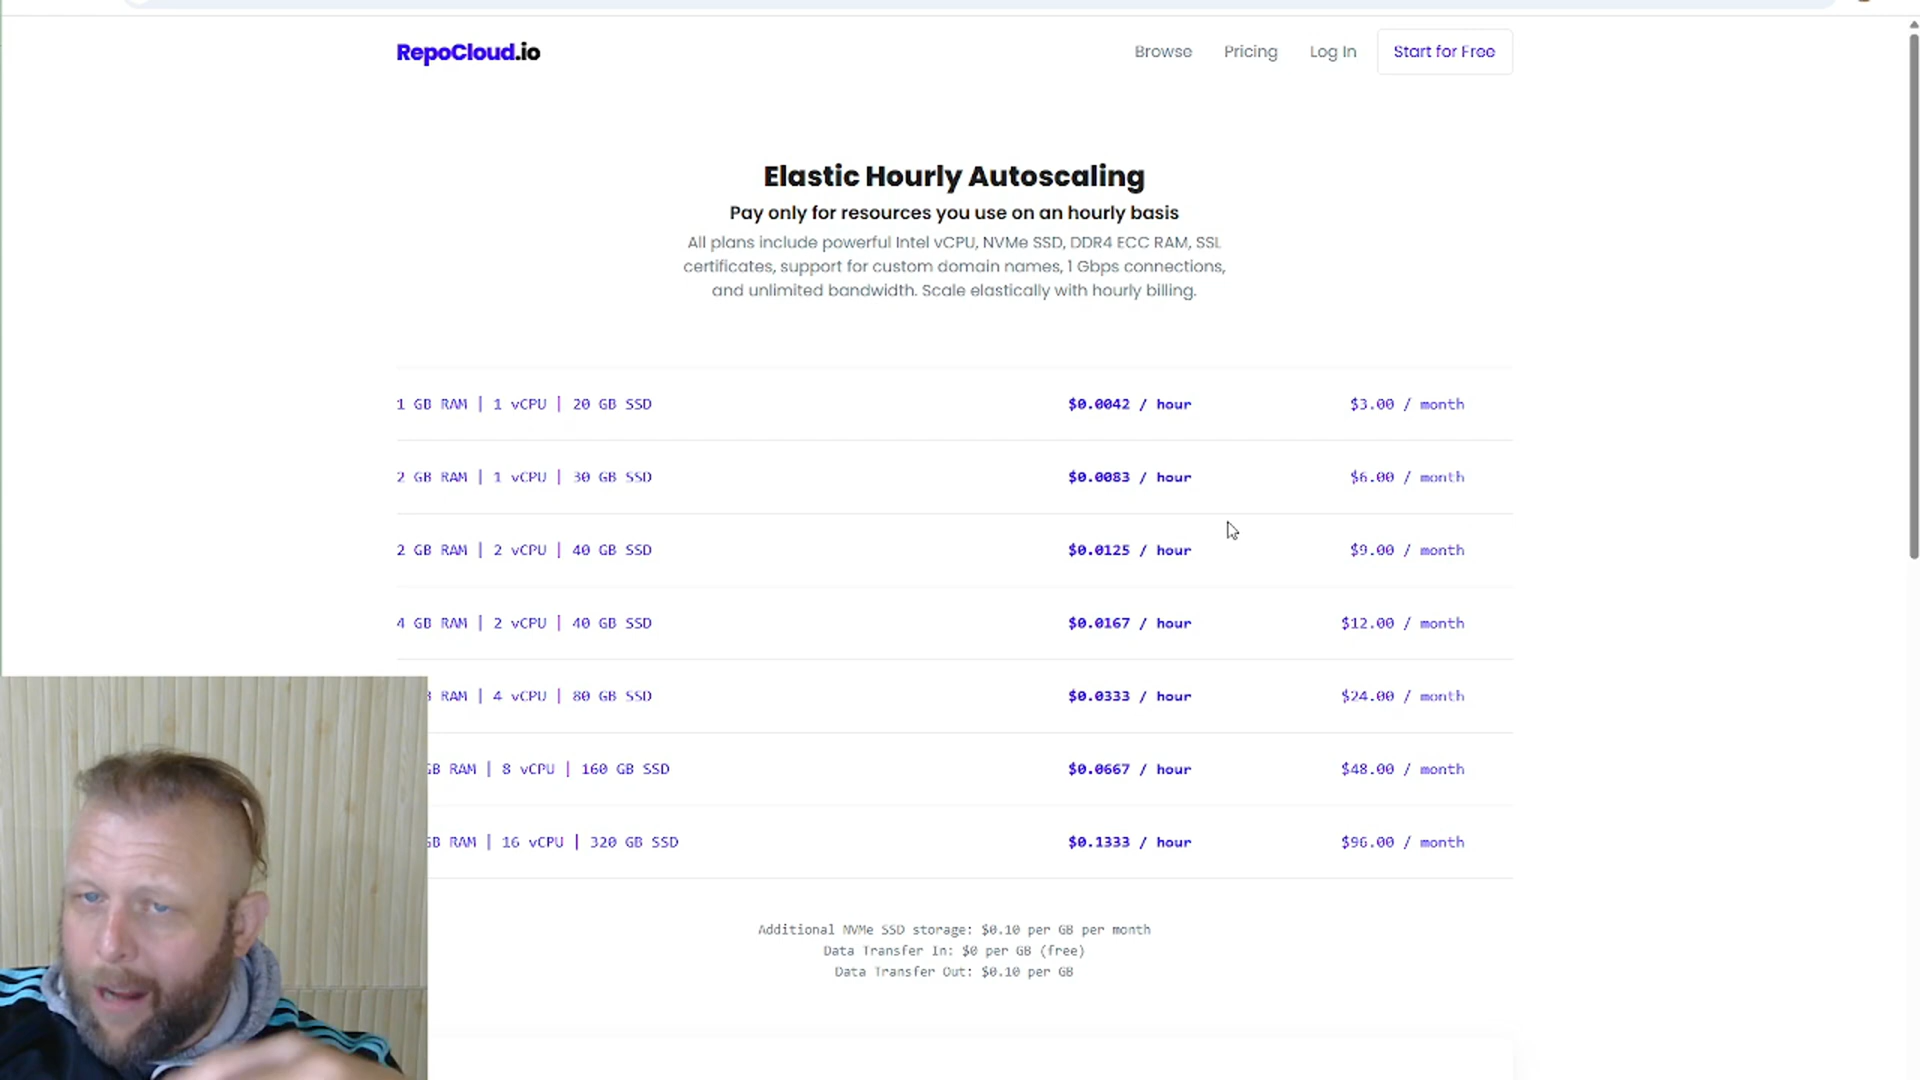 RepoCloud.io
Browse
Pricing
Log In
Start for Free
Elastic Hourly Autoscaling
Pay only for resources you use on an hourly basis
All plans include powerful Intel vCPU, NVMe SSD, DDR4 ECC RAM, SSL
certificates, support for custom domain names, 1 Gbps connections,
and unlimited bandwidth. Scale elastically with hourly billing.
1 GB RAM | 1 vCPU | 20 GB SSD $0.0042 / hour $3.00 / month
2 GB RAM | 1 vCPU | 30 GB SSD $0.0083 / hour $6.00 / month
2 GB RAM | 2 vCPU | 40 GB SSD $0.0125 / hour $9.00 / month
4 GB RAM | 2 vCPU | 40 GB SSD $0.0167 / hour $12.00 / month
RAM | 4 vCPU | 80 GB SSD $0.0333 / hour $24.00 / month
GB RAM | 8 vCPU | 160 GB SSD $0.0667 / hour $48.00 / month
GB RAM | 16 vCPU | 320 GB SSD $0.1333 / hour $96.00 / month
Additional NVMe SSD storage: $0.10 per GB per month
Data Transfer In: $0 per GB (free)
Data Transfer Out: $0.10 per GB